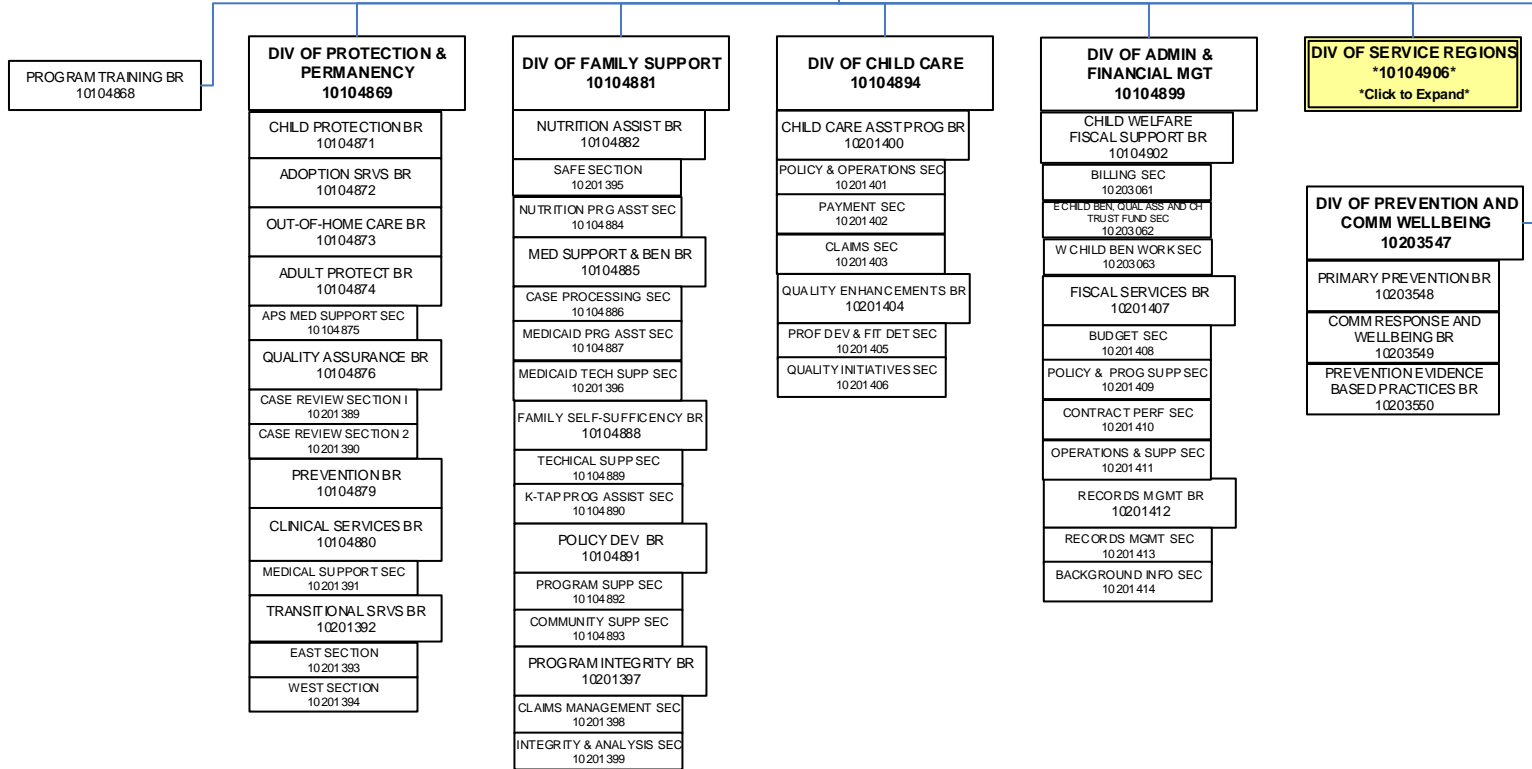 PROGRAM TRAINING BR
10104868
DIV OF PROTECTION &
PERMANENCY
10104869
CHILD PROTECTION BR
10104871
ADOPTION SRVS BR
10104872
OUT-OF-HOME CARE BR
10104873
ADULT PROTECT BR
10104874
APS MED SUPPORT SEC
10104875
QUALITY ASSURANCE BR
10104876
CASE REVIEW SECTION I
10201389
CASE REVIEW SECTION 2
10201390
PREVENTION BR
10104879
CLINICAL SERVICES BR
10104880
MEDICAL SUPPORT SEC
10201391
TRANSITIONAL SRVS BR
10201392
EAST SECTION
10201393
WEST SECTION
10201394
DIV OF FAMILY SUPPORT
10104881
NUTRITION ASSIST BR
10104882
SAFE SECTION
10201395
NUTRITION PRG ASST SEC
10104884
MED SUPPORT & BEN BR
10104885
CASE PROCESSING SEC
10104886
MEDICAID PRG ASST SEC
10104887
MEDICAID TECH SUPP SEC
10201396
FAMILY SELF-SUFFICENCY BR
10104888
TECHICAL SUPP SEC
10104889
K-TAP PROG ASSIST SEC
10104890
POLICY DEV BR
10104891
PROGRAM SUPP SEC
10104892
COMMUNITY SUPP SEC
10104893
PROGRAM INTEGRITY BR
10201397
CLAIMS MANAGEMENT SEC
10201398
INTEGRITY & ANALYSIS SEC
10201399
DIV OF CHILD CARE
10104894
CHILD CARE ASST PROG BR
10201400
POLICY & OPERATIONS SEC
10201401
PAYMENT SEC
10201402
CLAIMS SEC
10201403
QUALITY ENHANCEMENTS BR
10201404
PROF DEV & FIT DET SEC
10201405
QUALITY INITIATIVES SEC
10201406
DIV OF ADMIN &
FINANCIAL MGT
10104899
CHILD WELFARE
FISCAL SUPPORT BR
10104902
BILLING SEC
10203061
E CHILD BEN, QUAL ASS AND CH
TRUST FUND SEC
10203062
W CHILD BEN WORK SEC
10203063
FISCAL SERVICES BR
10201407
BUDGET SEC
10201408
POLICY & PROG SUPP SEC
10201409
CONTRACT PERF SEC
10201410
OPERATIONS & SUPP SEC
10201411
RECORDS MGMT BR
10201412
RECORDS MGMT SEC
10201413
BACKGROUND INFO SEC
10201414
DIV OF SERVICE REGIONS
*10104906*
*Click to Expand*
DIV OF PREVENTION AND
COMM WELLBEING
10203547
PRIMARY PREVENTION BR
10203548
COMM RESPONSE AND
WELLBEING BR
10203549
PREVENTION EVIDENCE
BASED PRACTICES BR
10203550